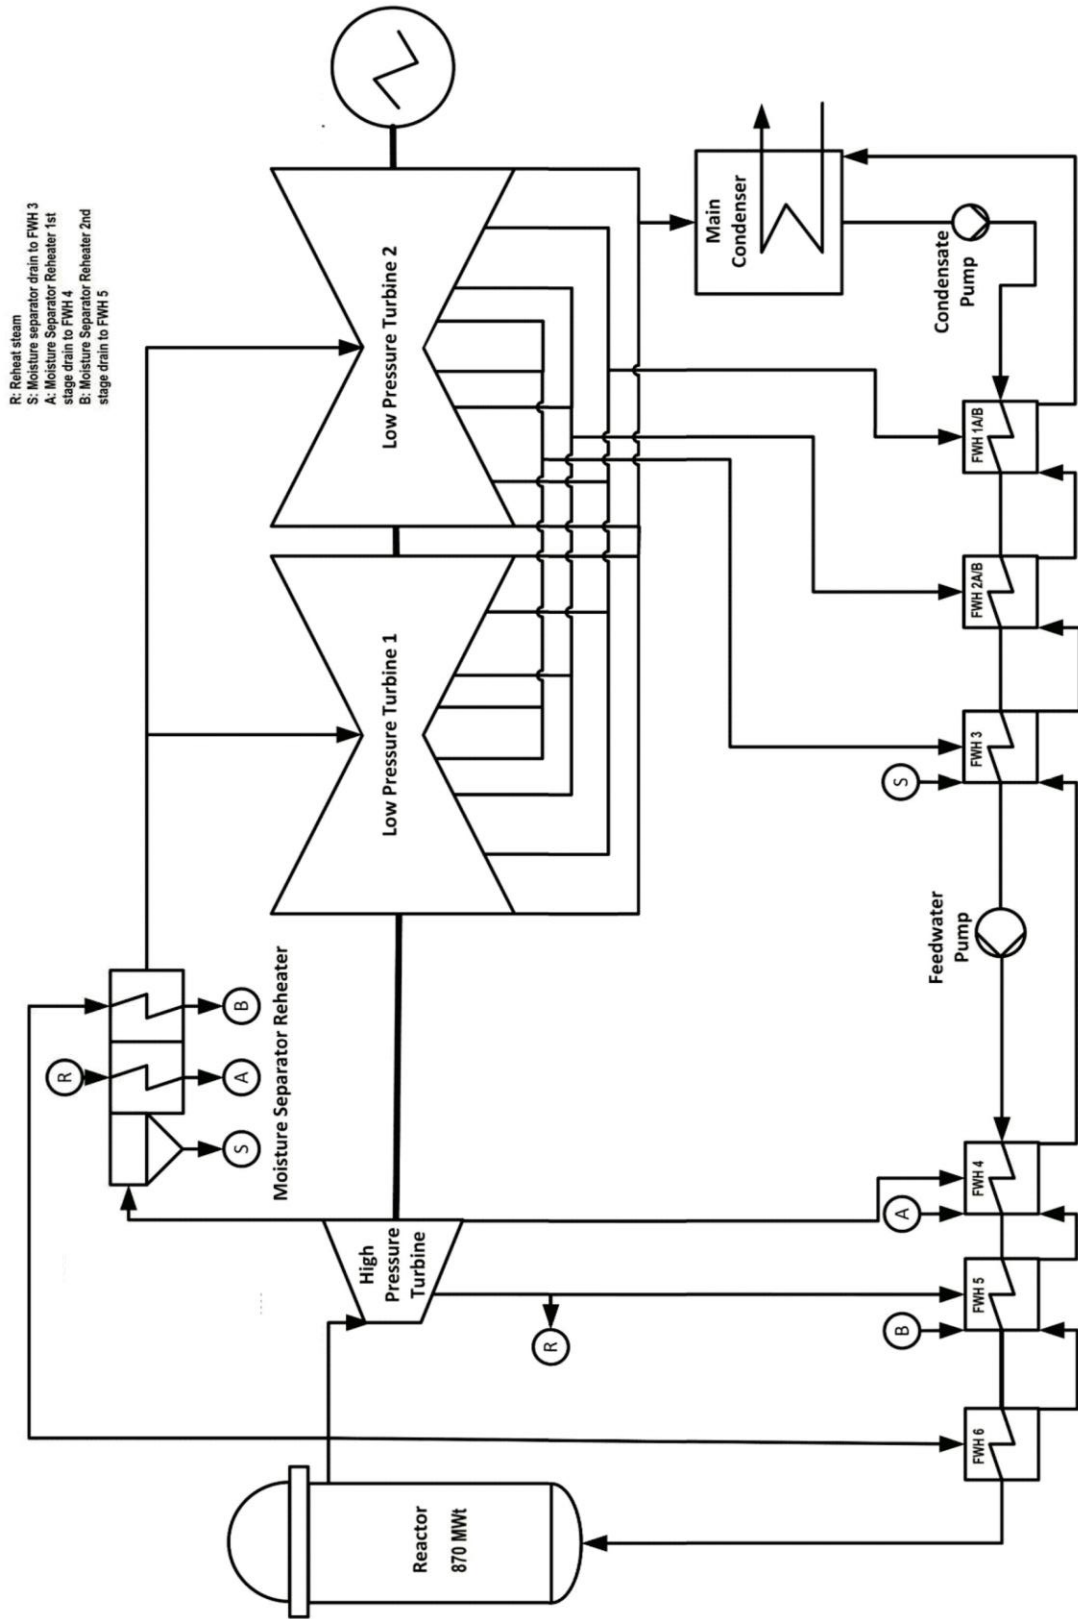 R: Reheat steam
S: Moisture separator drain to FWH 3
A: Moisture Separator Reheater 1st
stage drain to FWH 4
B: Moisture Separator Reheater 2nd
stage drain to FWH 5
R
S
A
B
Moisture Separator Reheater
Reactor
870 MWt
High
Pressure
Turbine
Low Pressure Turbine 1
Low Pressure Turbine 2
R
Main
Condenser
Condensate
Pump
Feedwater
Pump
B
A
S
FWH 6
FWH 5
FWH 4
FWH 3
FWH 2A/B
FWH 1A/B